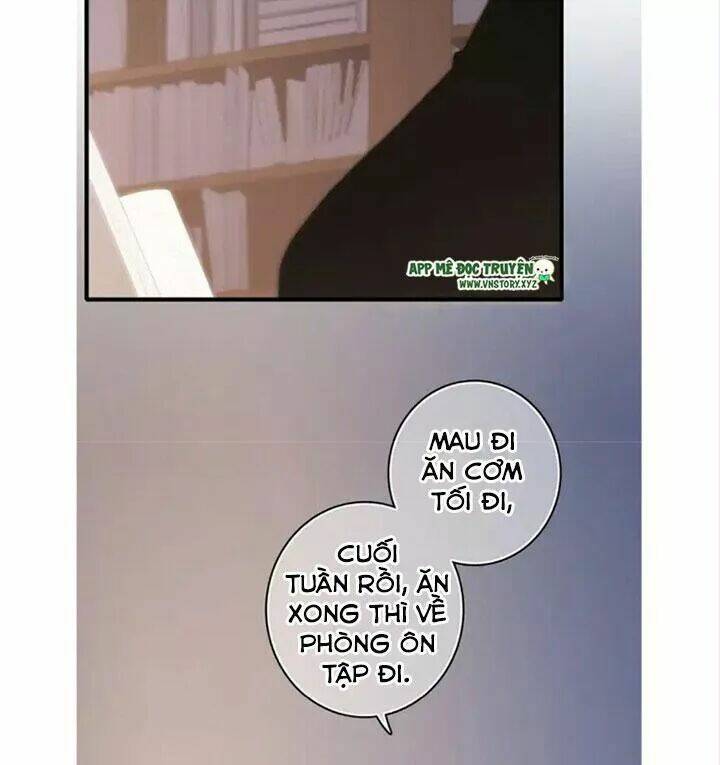 APP MÊ ĐỌC TRUYỆN
WWW.VNSTORY.XYZ
MAU ĐI
ĂN CƠM
TỐI ĐI,
CUỐI
TUẦN RỒI, ĂN
XONG THÌ VỀ
PHÒNG ÔN
TẬP ĐI.